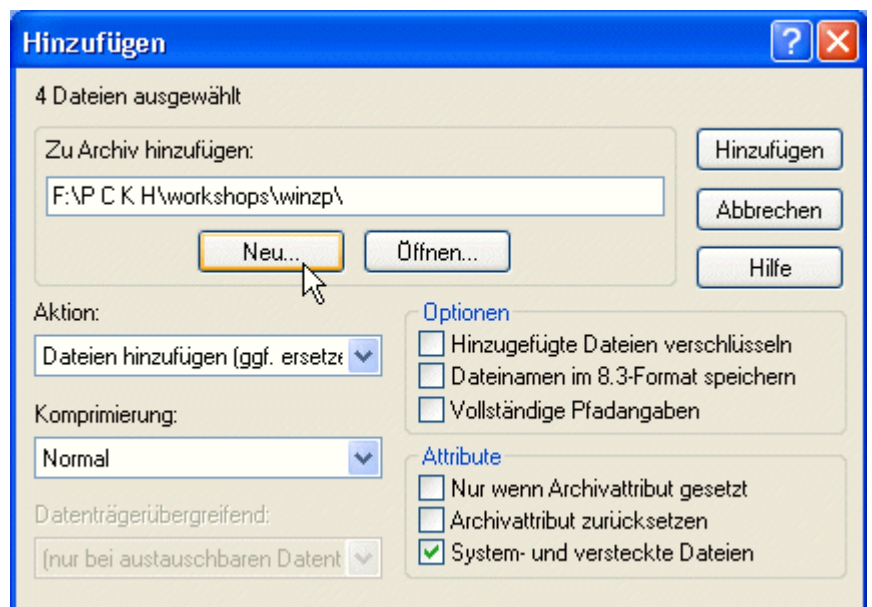 Hinzufügen
4 Dateien ausgewählt
Zu Archiv hinzufügen:
F:\P C K H\workshops\winzp\
Neu...
Öffnen...
Hinzufügen
Abbrechen
Hilfe
Aktion:
Dateien hinzufügen (ggf. ersetze
Komprimierung:
Normal
Datenträgerübergreifend:
(nur bei austauschbaren Datent
Optionen
Hinzugefügte Dateien verschlüsseln
Dateinamen im 8.3-Format speichern
Vollständige Pfadangaben
Attribute
Nur wenn Archivattribut gesetzt
Archivattribut zurücksetzen
System- und versteckte Dateien